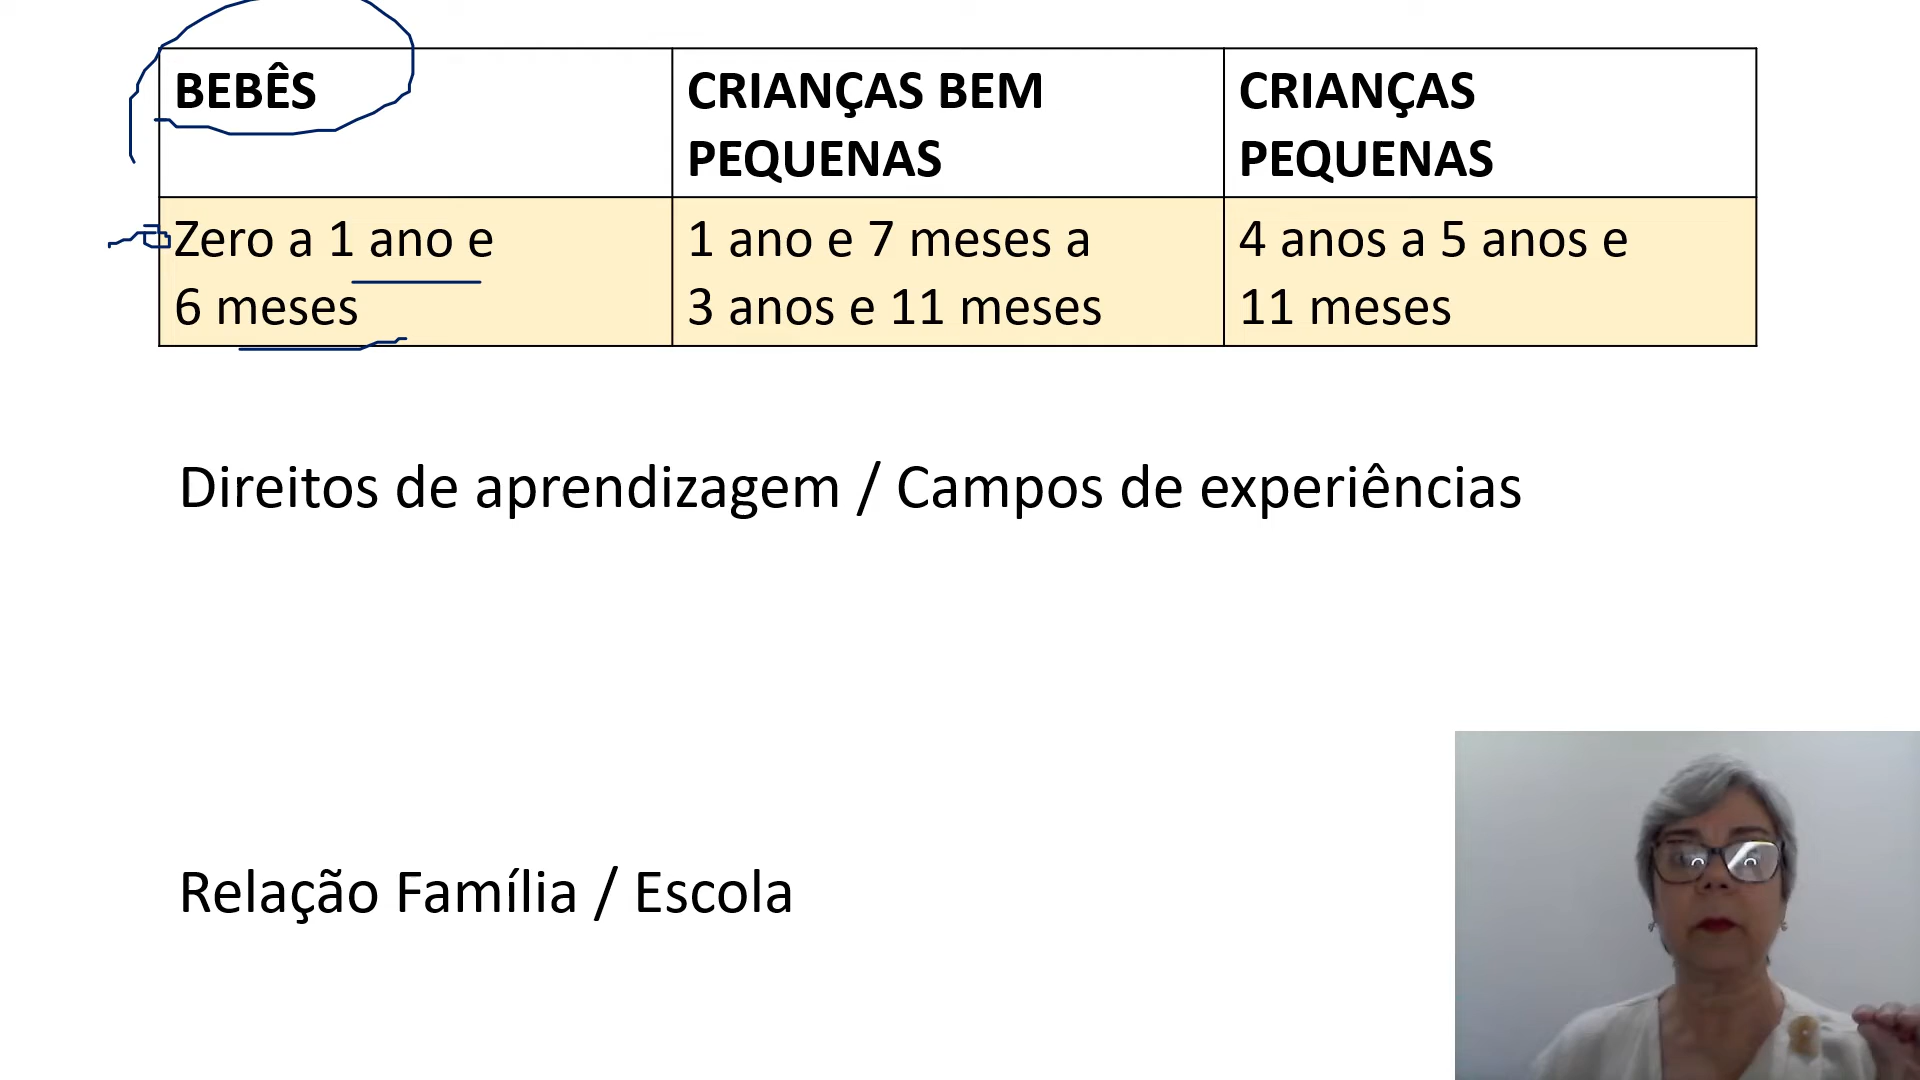 BEBÊS
CRIANÇAS BEM
PEQUENAS
CRIANÇAS
PEQUENAS
Zero a 1 ano e
6 meses
1 ano e 7 meses a
3 anos e 11 meses
4 anos a 5 anos e
11 meses
Direitos de aprendizagem / Campos de experiências
Relação Família / Escola